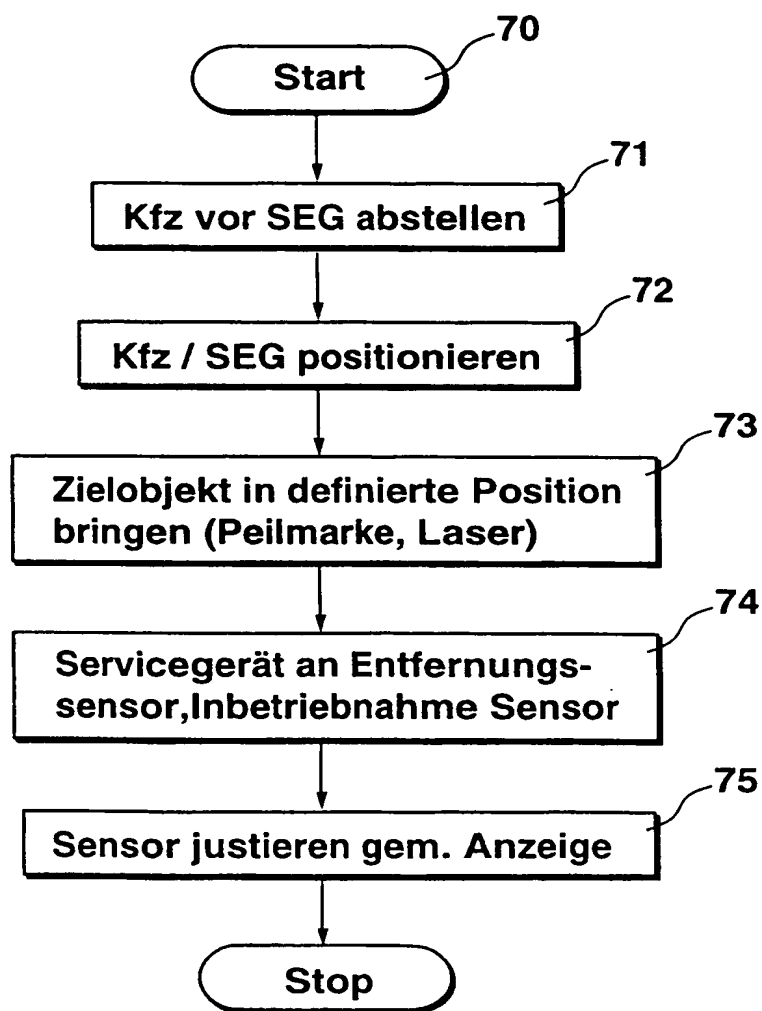 70
Start
71
Kfz vor SEG abstellen
72
Kfz / SEG positionieren
73
Zielobjekt in definierte Position
bringen (Peilmarke, Laser)
74
Servicegerät an Entfernungs-
sensor,Inbetriebnahme Sensor
75
Sensor justieren gem. Anzeige
Stop